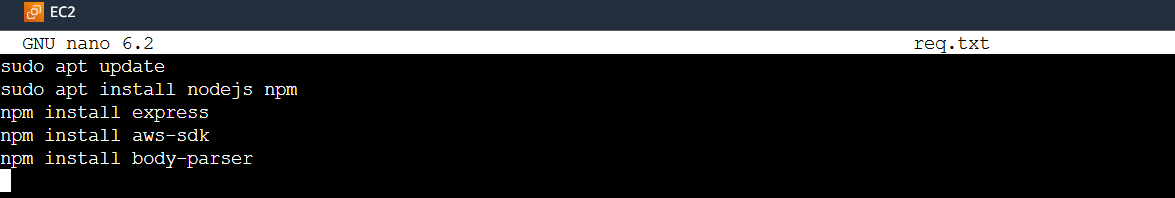 EC2
GNU nano 6.2 req.txt
sudo apt update
sudo apt install nodejs npm
npm install express
npm install aws-sdk
npm install body-parser